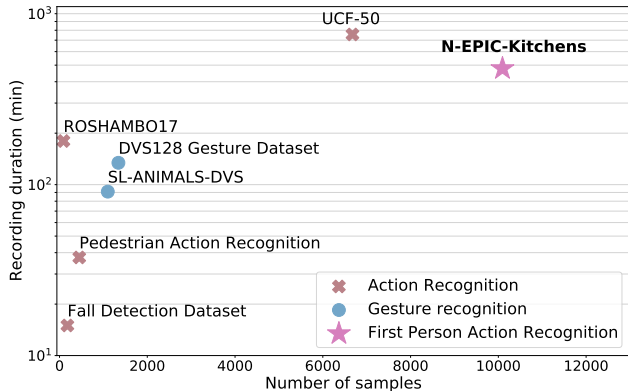 UCF-50
N-EPIC-Kitchens
ROSHAMBO17
DVS128 Gesture Dataset
SL-ANIMALS-DVS
Pedestrian Action Recognition
Fall Detection Dataset
Action Recognition
Gesture recognition
First Person Action Recognition
Recording duration (min)
10³
10²
10¹
0 2000 4000 6000 8000 10000 12000
Number of samples